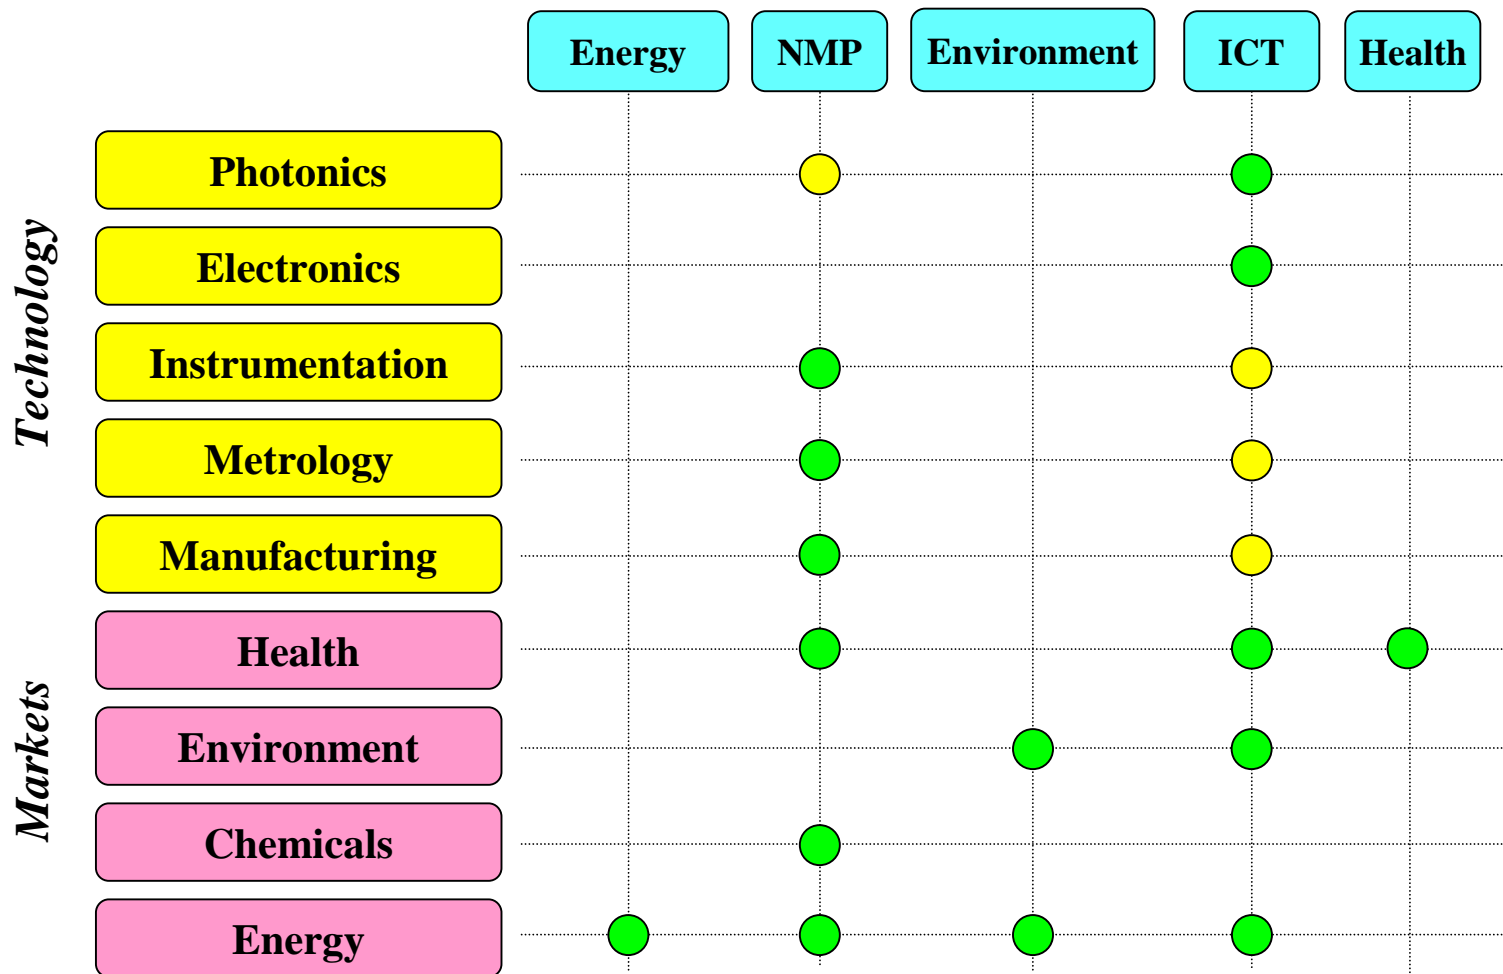 Energy
NMP
Environment
ICT
Health
Technology
Photonics
Electronics
Instrumentation
Metrology
Manufacturing
Markets
Health
Environment
Chemicals
Energy